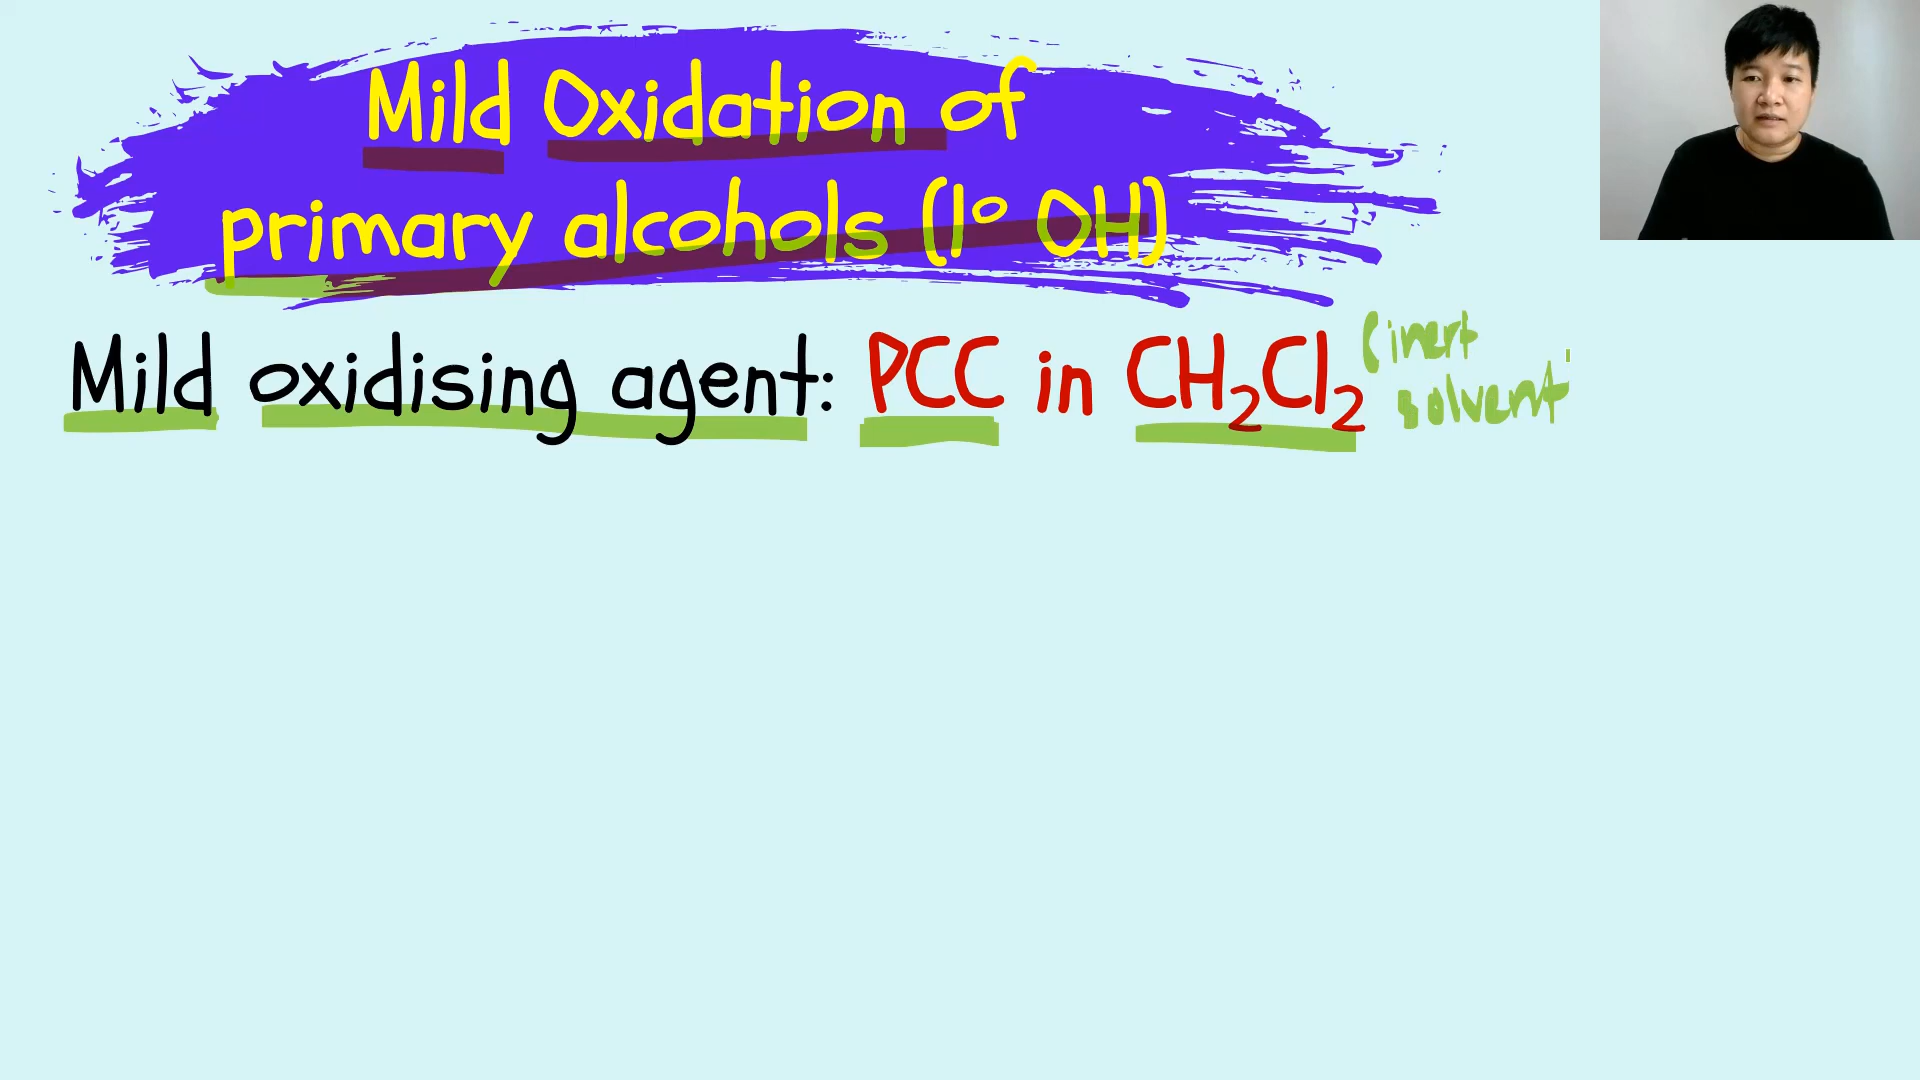 Mild Oxidation of
primary alcohols (1° OH)
Mild oxidising agent: PCC in CH₂Cl₂
(inert
solvent